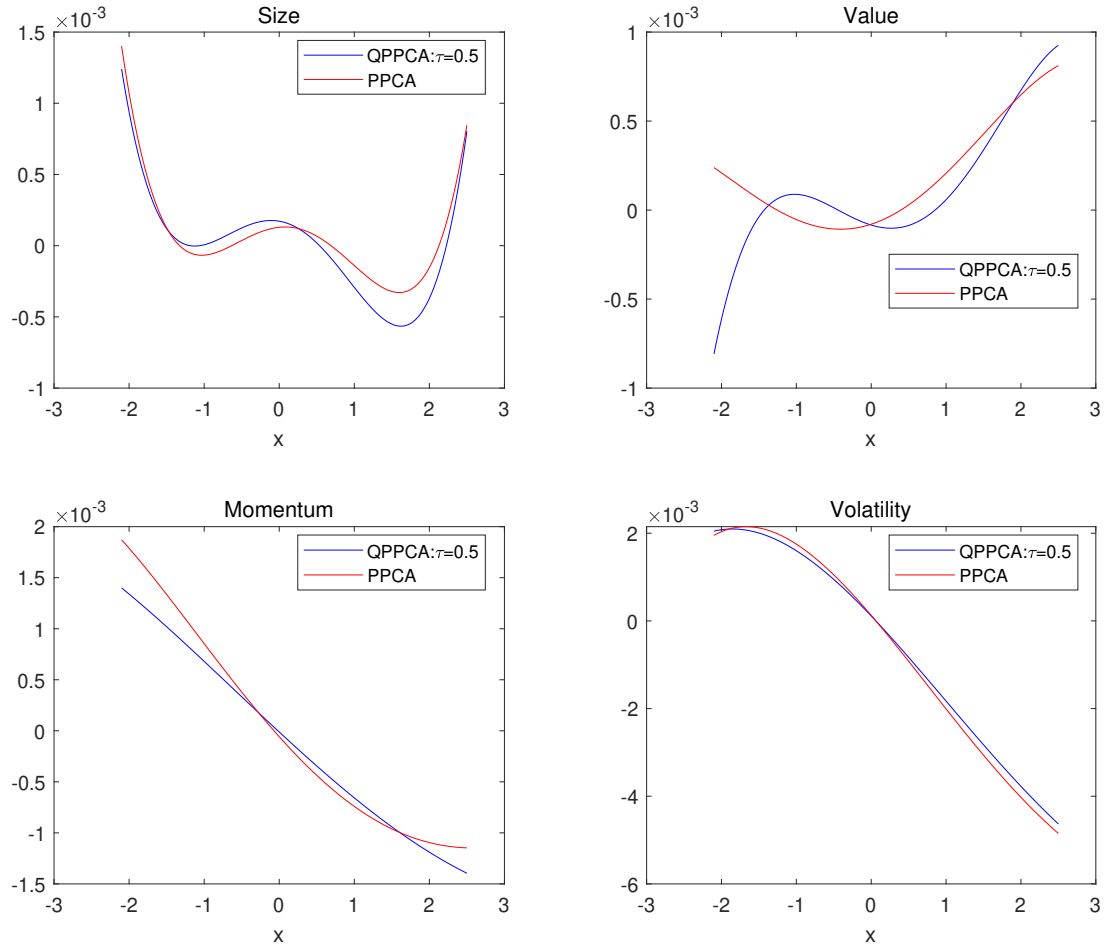 Size
×10-3
1.5
1
0.5
0
-0.5
-1
-3 -2 -1 0 1 2 3
x
QPPCA:τ=0.5
PPCA
Value
×10-3
1
0.5
0
-0.5
-1
-3 -2 -1 0 1 2 3
x
QPPCA:τ=0.5
PPCA
Momentum
×10-3
2
1.5
1
0.5
0
-0.5
-1
-1.5
-3 -2 -1 0 1 2 3
x
QPPCA:τ=0.5
PPCA
Volatility
×10-3
2
0
-2
-4
-6
-3 -2 -1 0 1 2 3
x
QPPCA:τ=0.5
PPCA